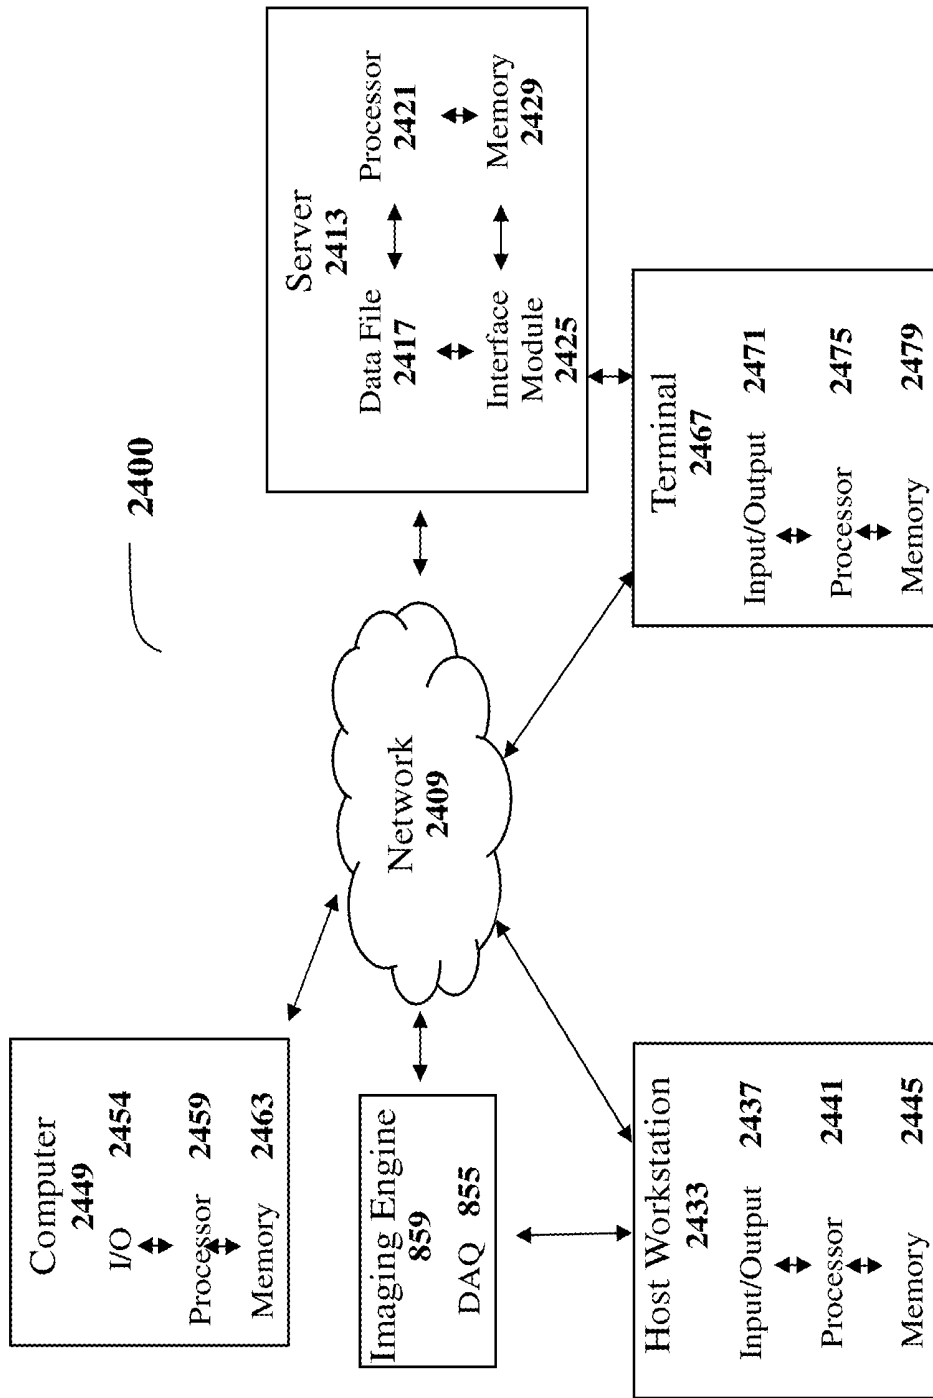 2400
Computer
2449
I/O 2454
Processor 2459
Memory 2463
Imaging Engine
859
DAQ 855
Host Workstation
2433
Input/Output 2437
Processor 2441
Memory 2445
Network
2409
Server
2413
Data File
2417
Processor
2421
Interface
Module
2425
Memory
2429
Terminal
2467
Input/Output 2471
Processor 2475
Memory 2479